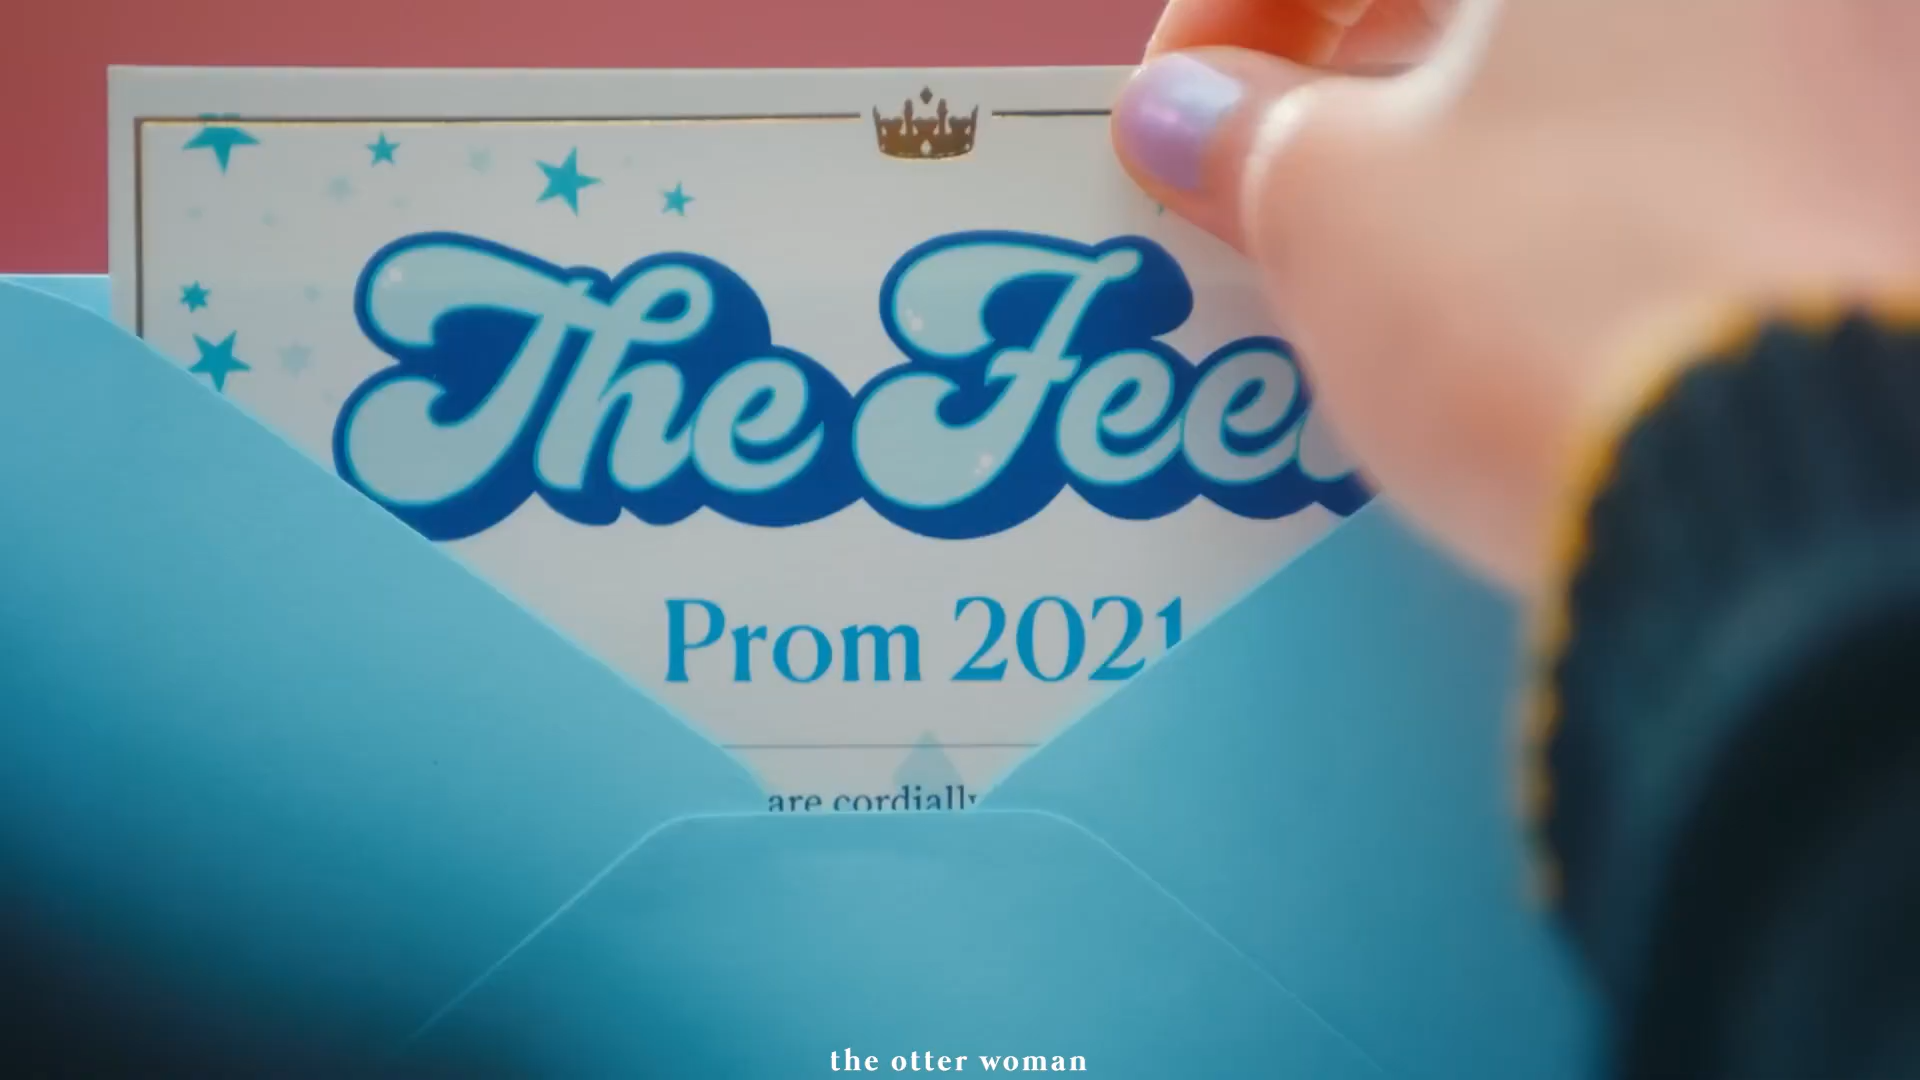 The Fee
Prom 2021
are cordially
the otter woman